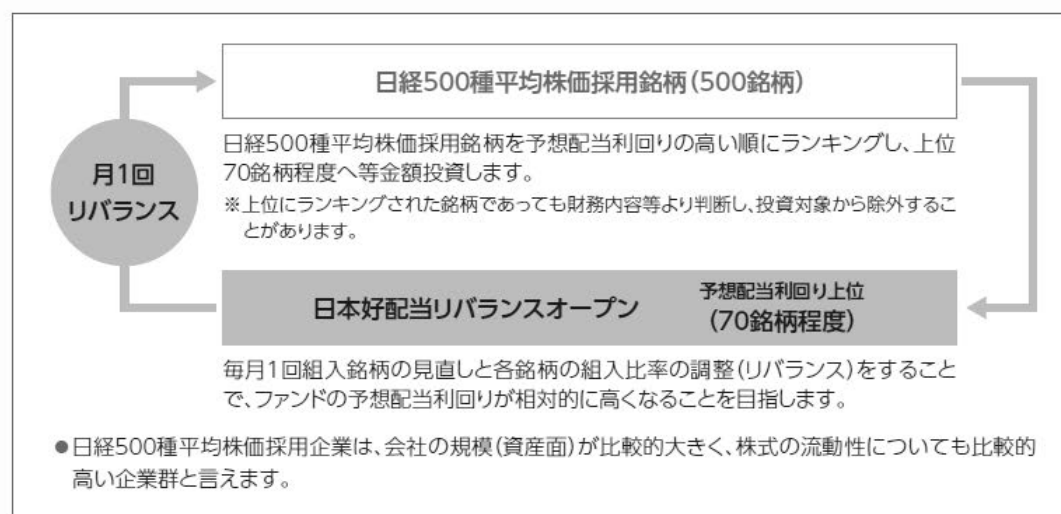 日経500種平均株価採用銘柄(500銘柄)
日経500種平均株価採用銘柄を予想配当利回りの高い順にランキングし、上位
70銘柄程度へ等金額投資します。
※上位にランキングされた銘柄であっても財務内容等より判断し、投資対象から除外するこ
とがあります。
月1回
リバランス
日本好配当リバランスオープン
予想配当利回り上位
(70銘柄程度)
毎月1回組入銘柄の見直しと各銘柄の組入比率の調整(リバランス)をすること
で、ファンドの予想配当利回りが相対的に高くなることを目指します。
●日経500種平均株価採用企業は、会社の規模(資産面)が比較的大きく、株式の流動性についても比較的
高い企業群と言えます。